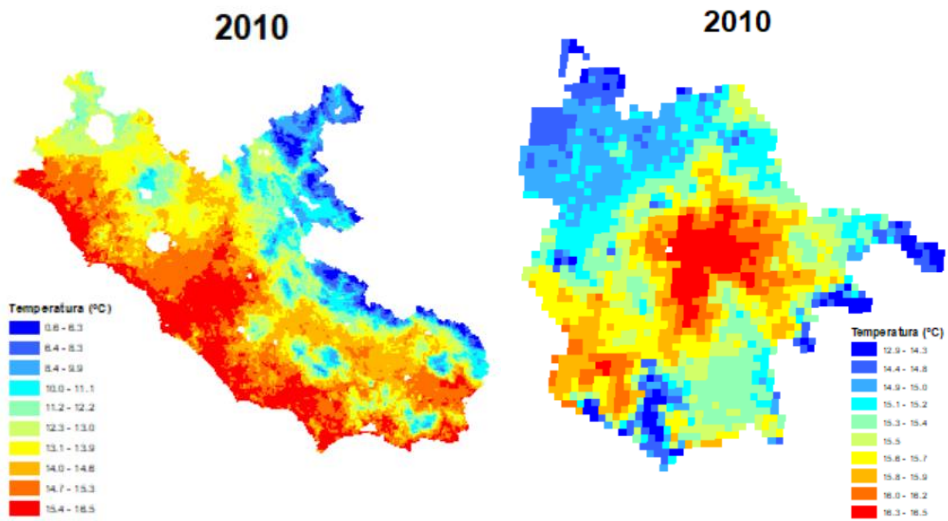 2010
2010
Temperatura (ºC)
0.6 - 6.3
6.4 - 8.3
8.4 - 9.9
10.0 - 11.1
11.2 - 12.2
12.3 - 13.0
13.1 - 13.9
14.0 - 14.6
14.7 - 15.3
15.4 - 16.5
Temperatura (ºC)
12.9 - 14.3
14.4 - 14.8
14.9 - 15.0
15.1 - 15.2
15.3 - 15.4
15.5
15.6 - 15.7
15.8 - 15.9
16.0 - 16.2
16.3 - 16.5